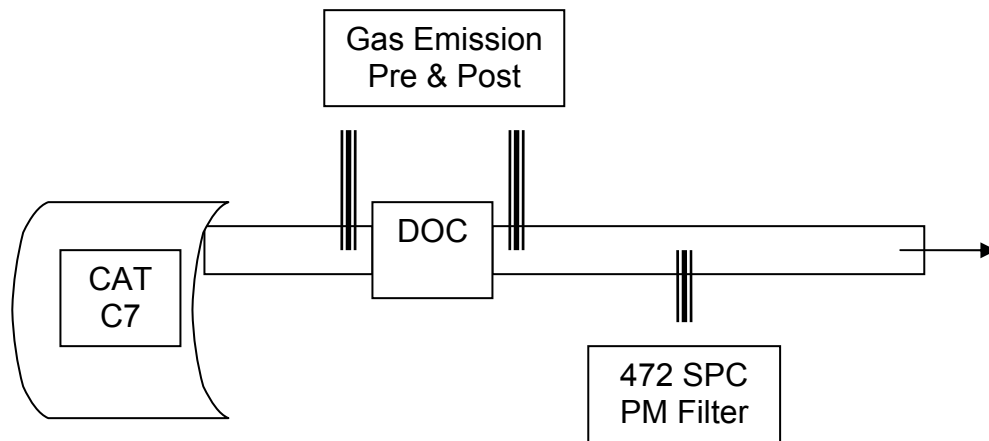 Gas Emission
Pre & Post
DOC
CAT
C7
472 SPC
PM Filter